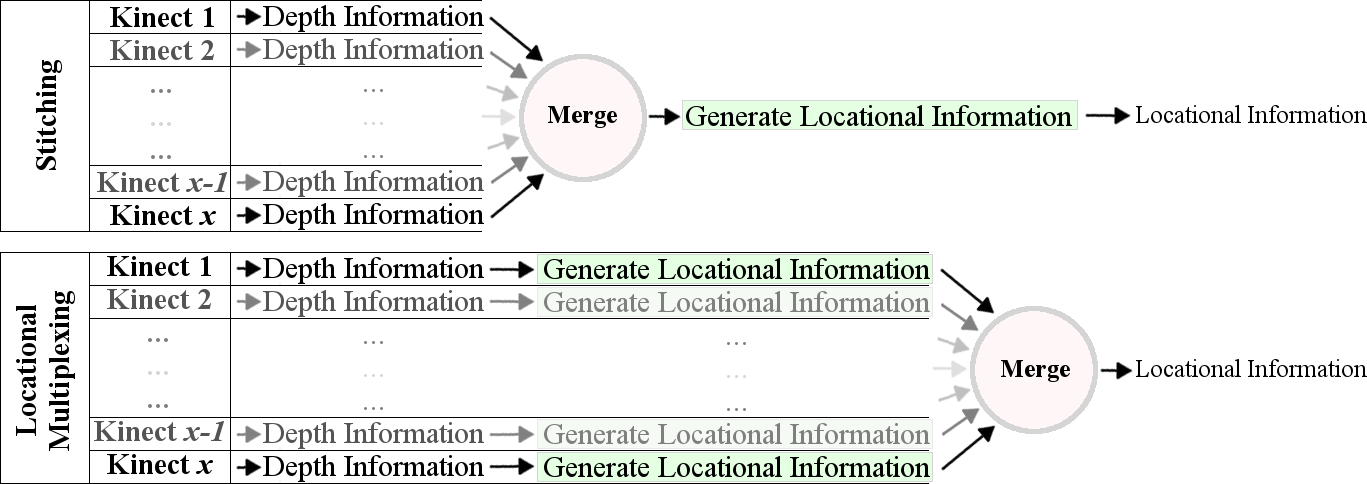 Stitching
Kinect 1 Depth Information
Kinect 2 Depth Information
... ...
... ...
... ...
Kinect x-1 Depth Information
Kinect x Depth Information
Merge Generate Locational Information Locational Information
Locational
Multiplexing
Kinect 1 Depth Information Generate Locational Information
Kinect 2 Depth Information Generate Locational Information
... ... ...
... ... ...
... ... ...
Kinect x-1 Depth Information Generate Locational Information
Kinect x Depth Information Generate Locational Information
Merge Locational Information